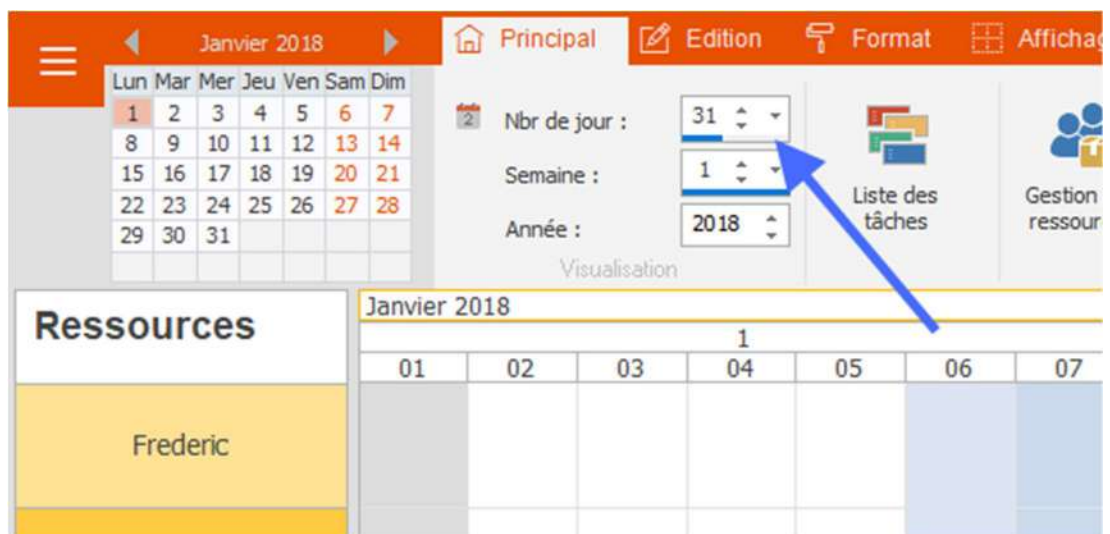 Janvier 2018
Principal
Edition
Format
Affichag
Lun Mar Mer Jeu Ven Sam Dim
1 2 3 4 5 6 7
8 9 10 11 12 13 14
15 16 17 18 19 20 21
22 23 24 25 26 27 28
29 30 31
2
Nbr de jour : 31
Semaine : 1
Année : 2018
Visualisation
Liste des
tâches
Gestion
ressour
Ressources
Janvier 2018
1
01 02 03 04 05 06 07
Frederic